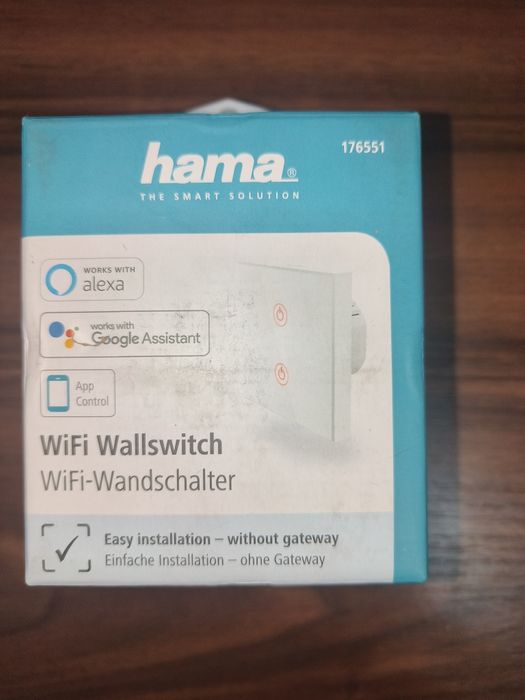 hama®
176551
THE SMART SOLUTION
WORKS WITH
alexa
works with
Google Assistant
App
Control
WiFi Wallswitch
WiFi-Wandschalter
Easy installation – without gateway
Einfache Installation – ohne Gateway